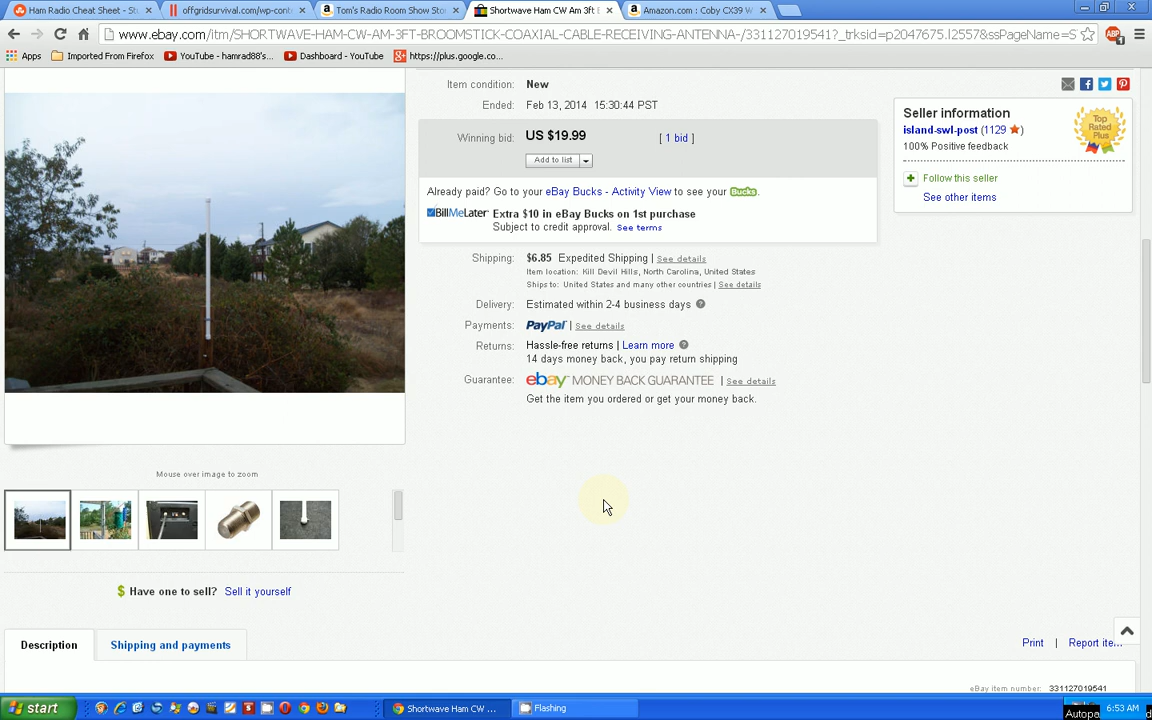 Ham Radio Cheat Sheet - St
offgridsurvival.com/wp-cont
Tom's Radio Room Show Sto
Shortwave Ham CW Am 3ft B
Amazon.com : Coby CX39 W
www.ebay.com/itm/SHORTWAVE-HAM-CW-AM-3FT-BROOMSTICK-COAXIAL-CABLE-RECEIVING-ANTENNA-/331127019541?_trksid=p2047675.l2557&ssPageName=S
ABP
1
Apps
Imported From Firefox
YouTube - hamrad88's...
Dashboard - YouTube
https://plus.google.co...
Item condition: New
Ended: Feb 13, 2014 15:30:44 PST
Winning bid: US $19.99 [ 1 bid ]
Add to list
Already paid? Go to your eBay Bucks - Activity View to see your Bucks.
BillMeLater Extra $10 in eBay Bucks on 1st purchase
Subject to credit approval. See terms
Shipping: $6.85 Expedited Shipping | See details
Item location: Kill Devil Hills, North Carolina, United States
Ships to: United States and many other countries | See details
Delivery: Estimated within 2-4 business days ?
Payments: PayPal | See details
Returns: Hassle-free returns | Learn more ?
14 days money back, you pay return shipping
Guarantee: ebay MONEY BACK GUARANTEE | See details
Get the item you ordered or get your money back.
Seller information
island-swl-post (1129 ★)
100% Positive feedback
Top Rated Plus
+ Follow this seller
See other items
Mouse over image to zoom
$ Have one to sell? Sell it yourself
Description
Shipping and payments
Print | Report ite...
eBay item number: 331127019541
start
Shortwave Ham CW ...
Flashing
6:53 AM
Autopa